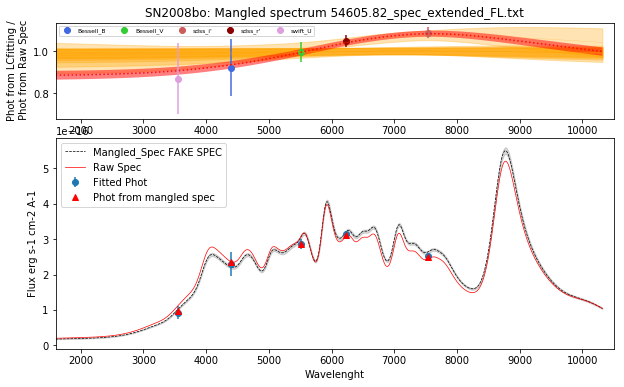 SN2008bo: Mangled spectrum 54605.82_spec_extended_FL.txt
Phot from LCfitting /
Phot from Raw Spec
Bessell_B Bessell_V sdss_i' sdss_r' swift_U
1.0
0.8
2000 3000 4000 5000 6000 7000 8000 9000 10000
1e-16
Mangled_Spec FAKE SPEC
Raw Spec
Fitted Phot
Phot from mangled spec
Flux erg s-1 cm-2 A-1
5
4
3
2
1
0
2000 3000 4000 5000 6000 7000 8000 9000 10000
Wavelenght